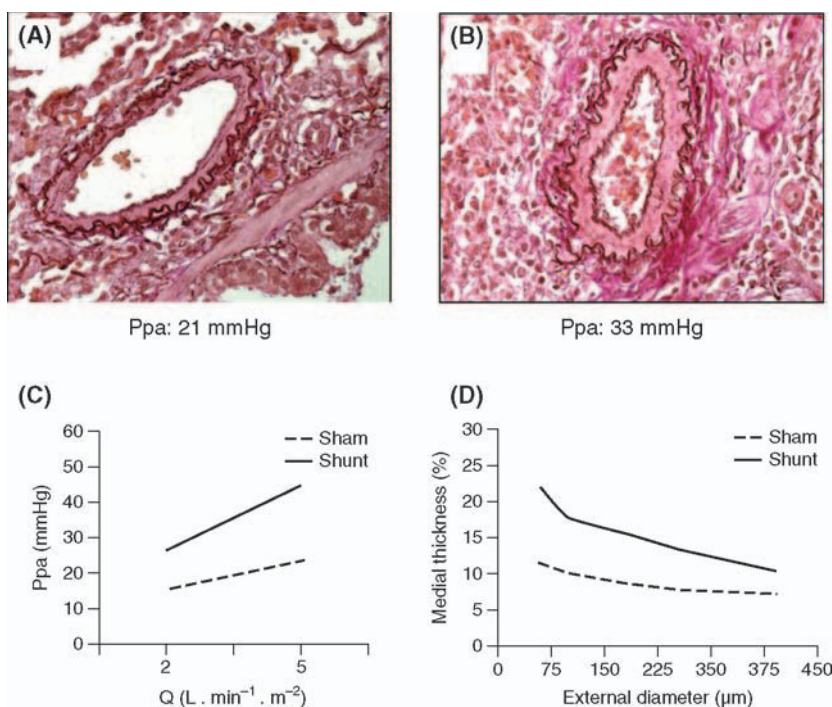 (A)
(B)
Ppa: 21 mmHg
Ppa: 33 mmHg
(C)
60
50
40
30
20
10
0
Ppa (mmHg)
2
5
Q (L . min⁻¹ . m⁻²)
Sham
Shunt
(D)
30
25
20
15
10
5
0
Medial thickness (%)
0
75
150
225
350
375
450
External diameter (μm)
Sham
Shunt